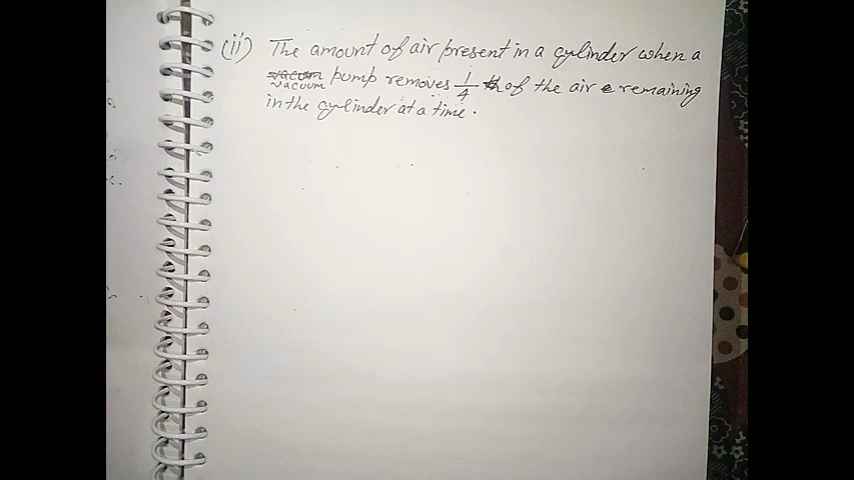 (ii) The amount of air present in a cylinder when a
vacuum pump removes 1/4 th of the air remaining
in the cylinder at a time.